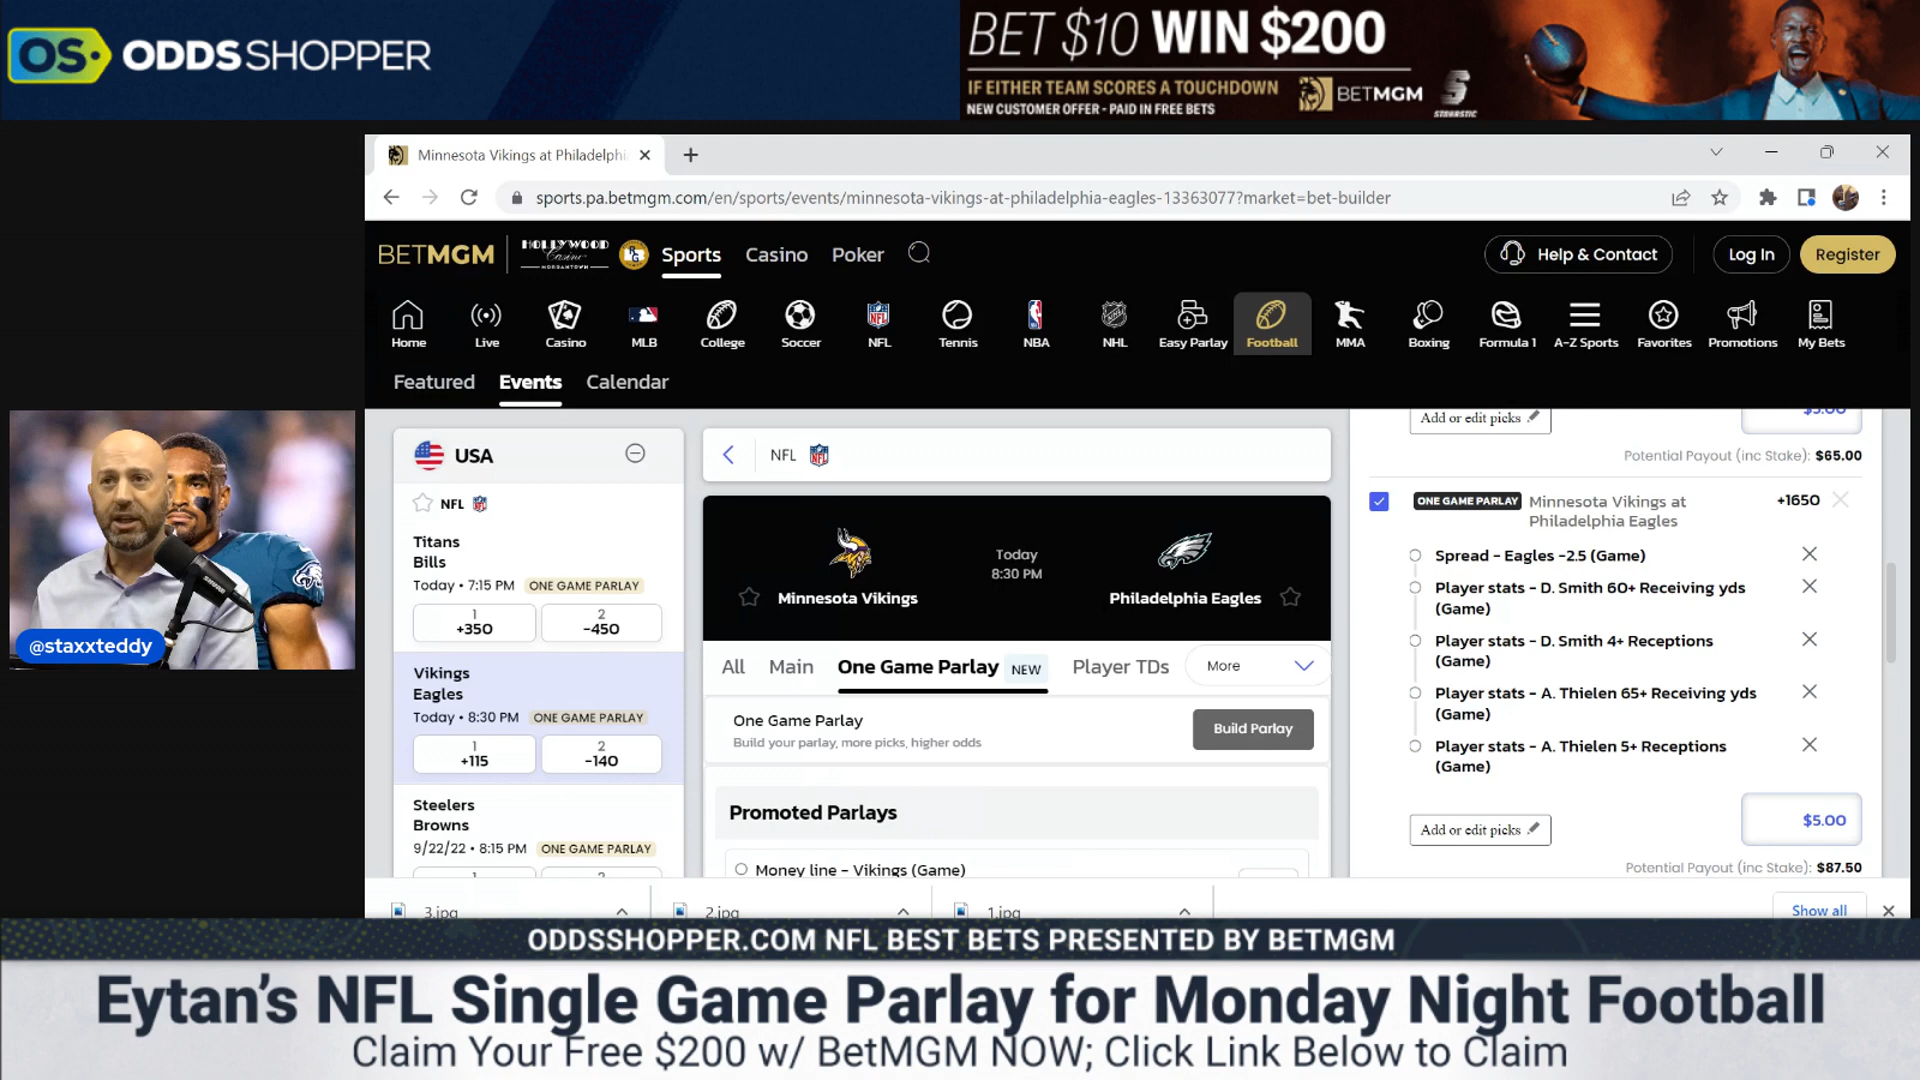 OS ODDSSHOPPER
BET $10 WIN $200
IF EITHER TEAM SCORES A TOUCHDOWN
NEW CUSTOMER OFFER - PAID IN FREE BETS
BETMGM
STOKASTIC
Minnesota Vikings at Philadelphi
sports.pa.betmgm.com/en/sports/events/minnesota-vikings-at-philadelphia-eagles-13363077?market=bet-builder
BETMGM
HOLLYWOOD
Casino
MORGANTOWN
RG
Sports
Casino
Poker
Help & Contact
Log In
Register
Home
Live
Casino
MLB
College
Soccer
NFL
Tennis
NBA
NHL
Easy Parlay
Football
MMA
Boxing
Formula 1
A-Z Sports
Favorites
Promotions
My Bets
Featured
Events
Calendar
USA
NFL
Titans
Bills
Today • 7:15 PM ONE GAME PARLAY
1
+350
2
-450
Vikings
Eagles
Today • 8:30 PM ONE GAME PARLAY
1
+115
2
-140
Steelers
Browns
9/22/22 • 8:15 PM ONE GAME PARLAY
NFL
Today
8:30 PM
Minnesota Vikings
Philadelphia Eagles
All
Main
One Game Parlay NEW
Player TDs
More
One Game Parlay
Build your parlay, more picks, higher odds
Build Parlay
Promoted Parlays
Money line - Vikings (Game)
Add or edit picks
$5.00
Potential Payout (inc Stake): $65.00
ONE GAME PARLAY Minnesota Vikings at
Philadelphia Eagles
+1650
Spread - Eagles -2.5 (Game)
Player stats - D. Smith 60+ Receiving yds
(Game)
Player stats - D. Smith 4+ Receptions
(Game)
Player stats - A. Thielen 65+ Receiving yds
(Game)
Player stats - A. Thielen 5+ Receptions
(Game)
Add or edit picks
$5.00
Potential Payout (inc Stake): $87.50
3.jpg
2.jpg
1.jpg
Show all
@staxxteddy
SHURE
ODDSSHOPPER.COM NFL BEST BETS PRESENTED BY BETMGM
Eytan's NFL Single Game Parlay for Monday Night Football
Claim Your Free $200 w/ BetMGM NOW; Click Link Below to Claim